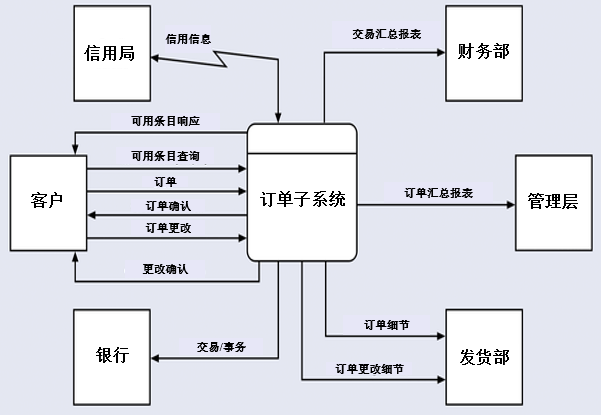 信用局
信用信息
交易汇总报表
财务部
可用条目响应
可用条目查询
订单
客户
订单子系统
订单汇总报表
管理层
订单确认
订单更改
更改确认
银行
交易/事务
订单细节
订单更改细节
发货部